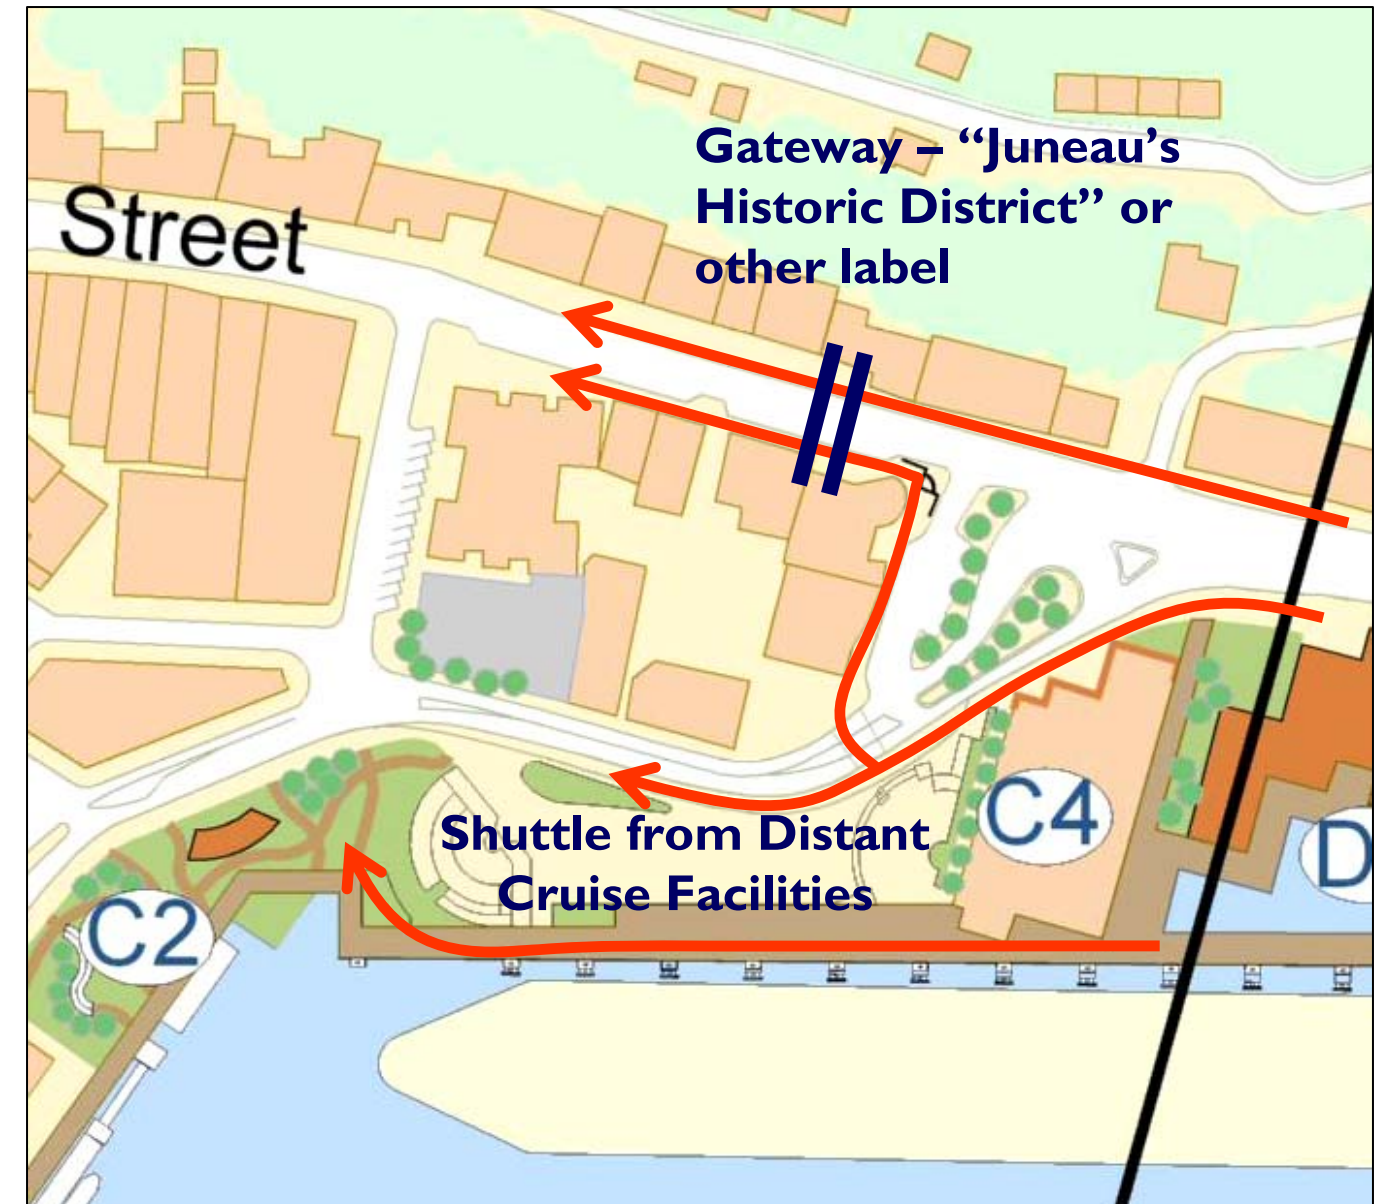 Gateway – “Juneau’s
Historic District” or
other label
Street
Shuttle from Distant
Cruise Facilities
C4
D
C2